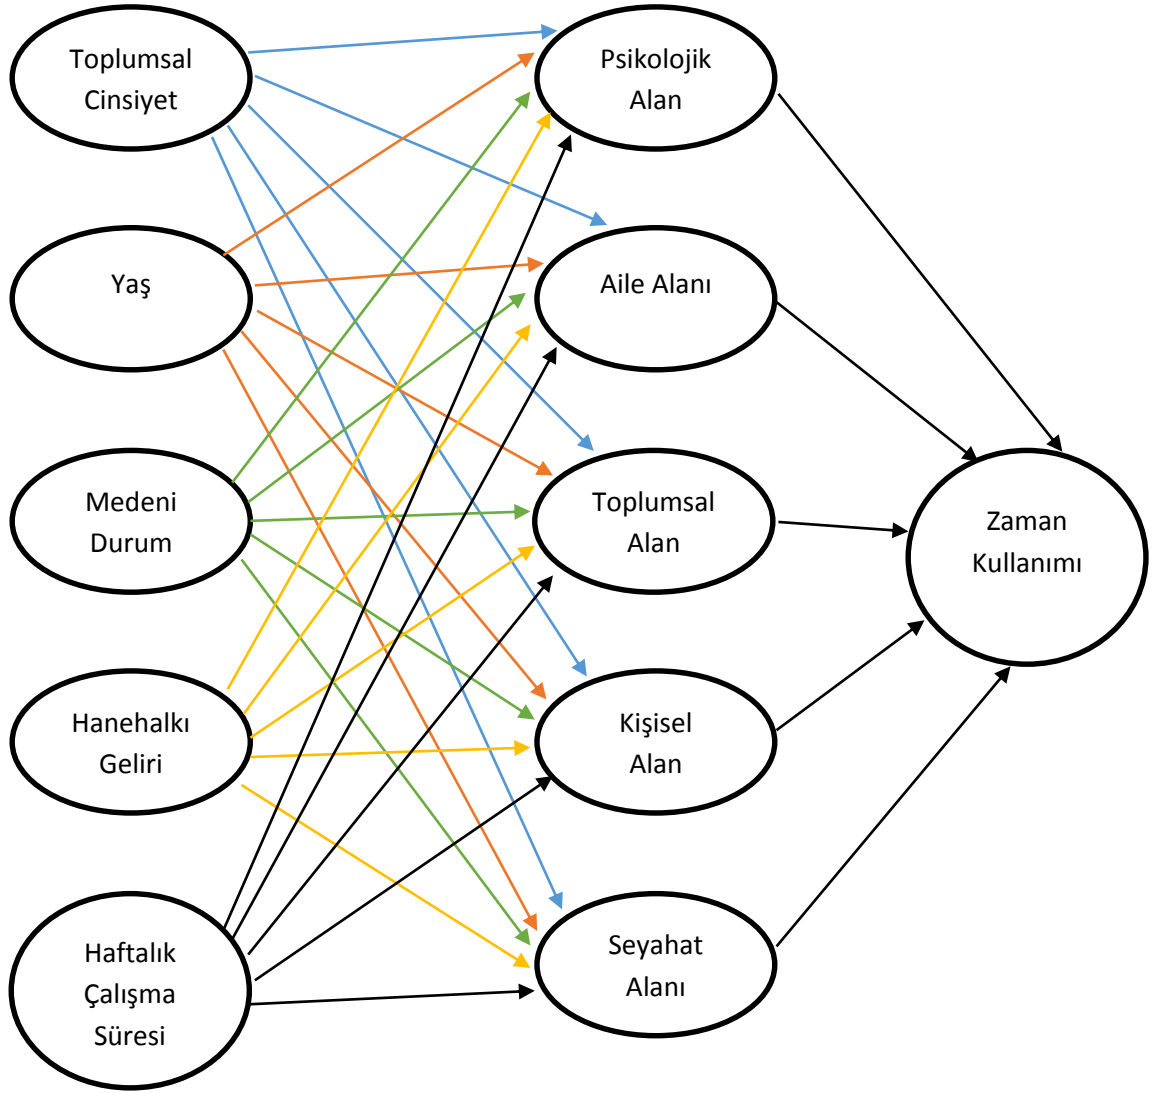 Toplumsal
Cinsiyet
Yaş
Medeni
Durum
Hanehalkı
Geliri
Haftalık
Çalışma
Süresi
Psikolojik
Alan
Aile Alanı
Toplumsal
Alan
Kişisel
Alan
Seyahat
Alanı
Zaman
Kullanımı